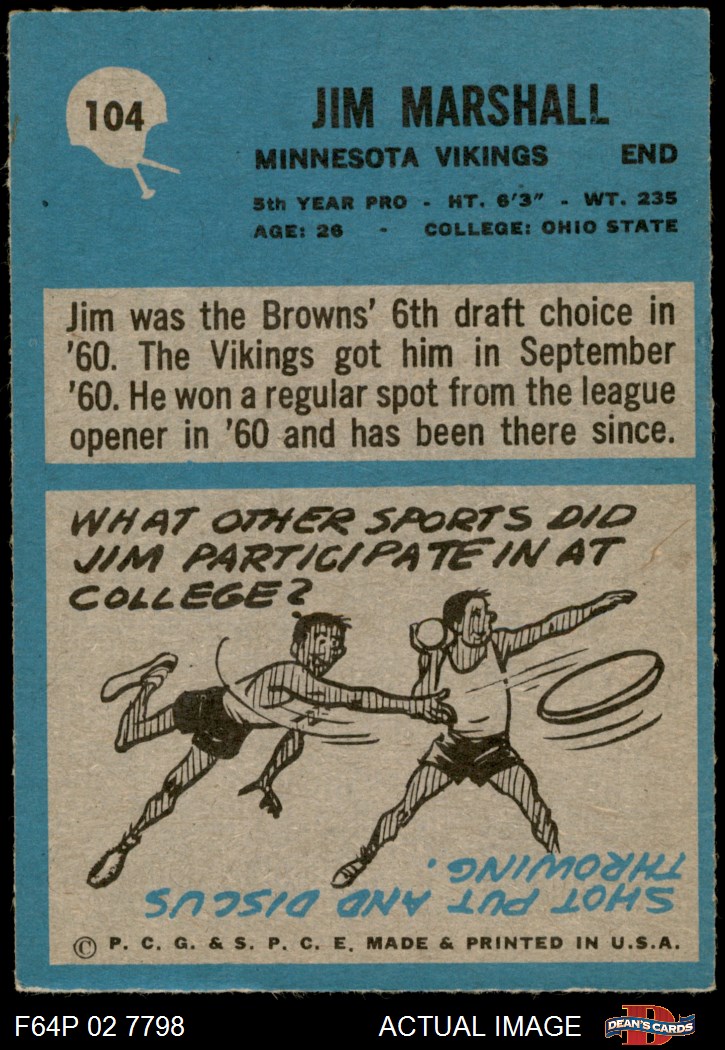 104
JIM MARSHALL
MINNESOTA VIKINGS END
5th YEAR PRO - HT. 6'3" - WT. 235
AGE: 26 - COLLEGE: OHIO STATE
Jim was the Browns' 6th draft choice in
'60. The Vikings got him in September
'60. He won a regular spot from the league
opener in '60 and has been there since.
WHAT OTHER SPORTS DID
JIM PARTICIPATE IN AT
COLLEGE?
SHOT PUT AND DISCUS
THROWING.
© P. C. G. & S. P. C. E. MADE & PRINTED IN U.S.A.
F64P 02 7798 ACTUAL IMAGE
D
DEAN'S CARDS